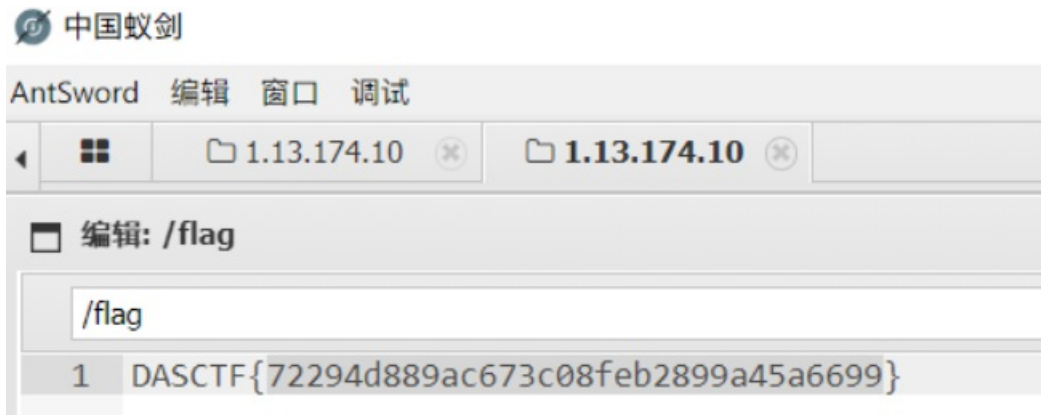 中国蚁剑
AntSword 编辑 窗口 调试
1.13.174.10 1.13.174.10
编辑: /flag
/flag
1 DASCTF{72294d889ac673c08feb2899a45a6699}